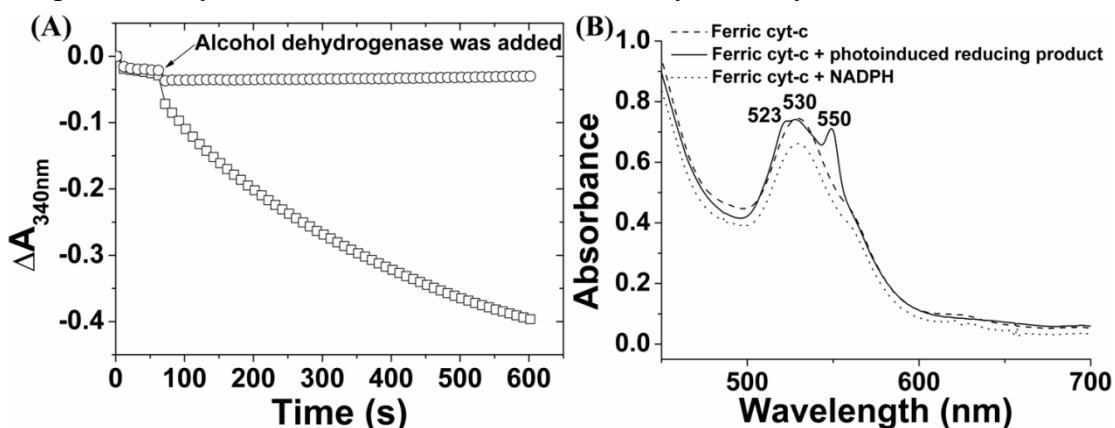 (A)
Alcohol dehydrogenase was added
0.0
-0.1
-0.2
-0.3
-0.4
ΔA340nm
0 100 200 300 400 500 600
Time (s)
(B)
Ferric cyt-c
Ferric cyt-c + photoinduced reducing product
Ferric cyt-c + NADPH
523 530 550
1.0
0.8
0.6
0.4
0.2
0.0
Absorbance
500 600 700
Wavelength (nm)